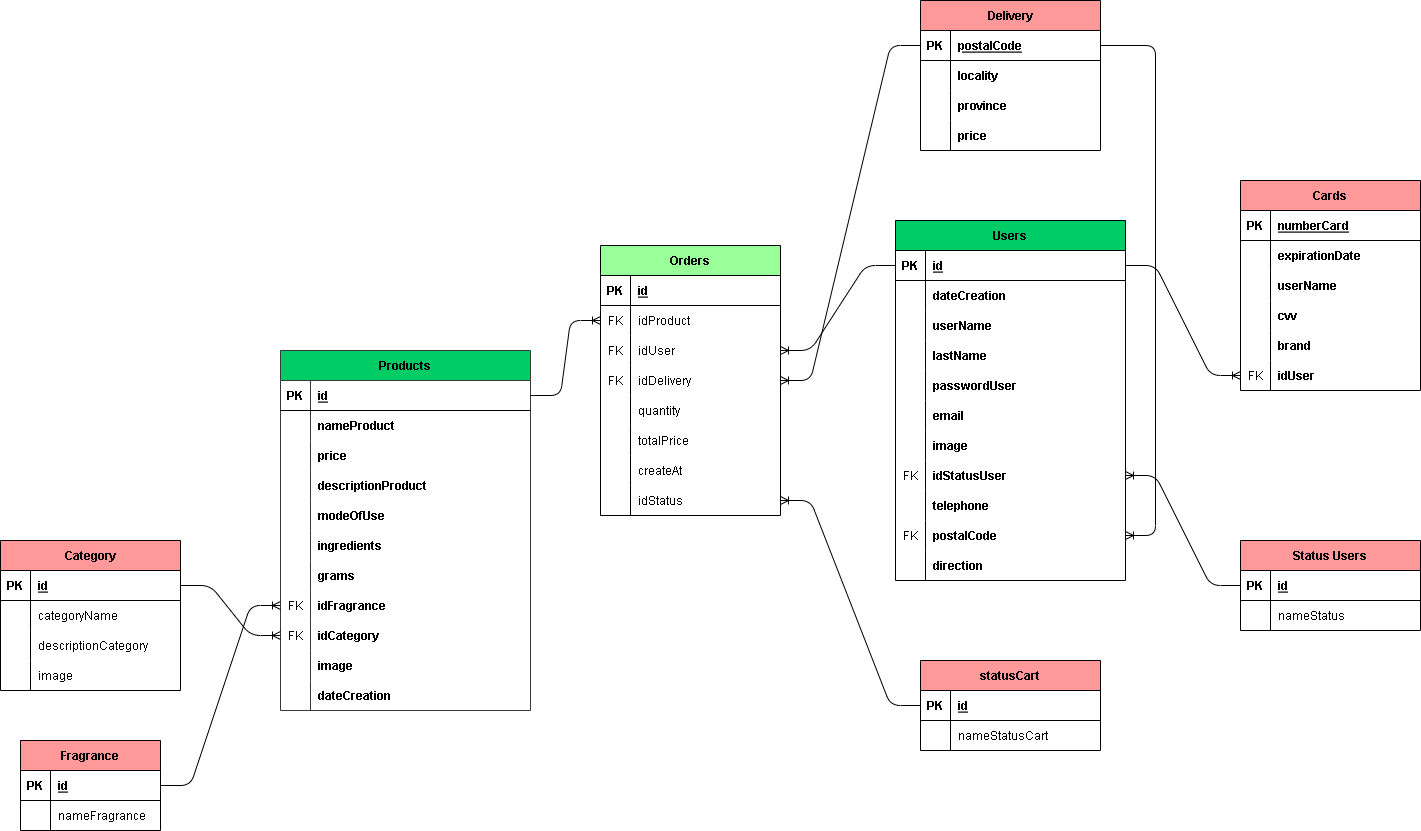 Delivery
PK postalCode
locality
province
price
Cards
PK numberCard
expirationDate
userName
cvv
brand
FK idUser
Users
PK id
dateCreation
userName
lastName
passwordUser
email
image
FK idStatusUser
telephone
FK postalCode
direction
Orders
PK id
FK idProduct
FK idUser
FK idDelivery
quantity
totalPrice
createAt
idStatus
Products
PK id
nameProduct
price
descriptionProduct
modeOfUse
ingredients
grams
FK idFragrance
FK idCategory
image
dateCreation
Category
PK id
categoryName
descriptionCategory
image
Status Users
PK id
nameStatus
statusCart
PK id
nameStatusCart
Fragrance
PK id
nameFragrance